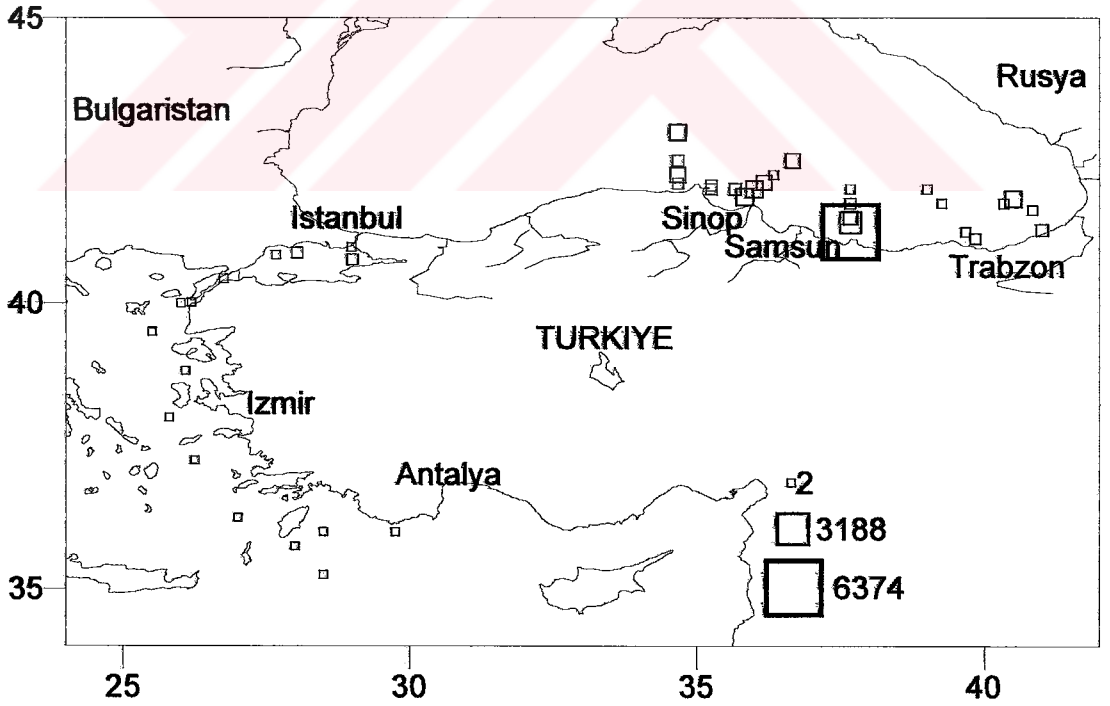 45
Rusya
Bulgaristan
Istanbul
Sinop
Samsun
Trabzon
40
TURKIYE
Izmir
Antalya
2
3188
6374
35
25 30 35 40